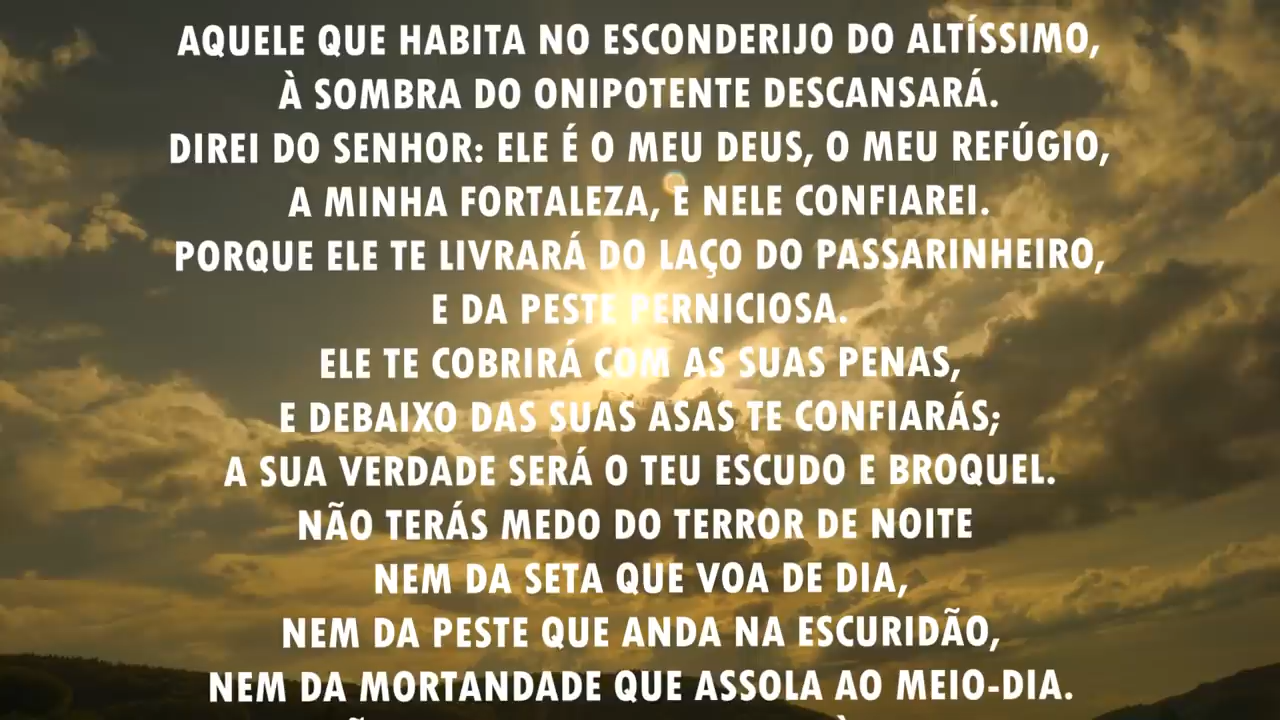 AQUELE QUE HABITA NO ESCONDERIJO DO ALTÍSSIMO,
À SOMBRA DO ONIPOTENTE DESCANSARÁ.
DIREI DO SENHOR: ELE É O MEU DEUS, O MEU REFÚGIO,
A MINHA FORTALEZA, E NELE CONFIAREI.
PORQUE ELE TE LIVRARÁ DO LAÇO DO PASSARINHEIRO,
E DA PESTE PERNICIOSA.
ELE TE COBRIRÁ COM AS SUAS PENAS,
E DEBAIXO DAS SUAS ASAS TE CONFIARÁS;
A SUA VERDADE SERÁ O TEU ESCUDO E BROQUEL.
NÃO TERÁS MEDO DO TERROR DE NOITE
NEM DA SETA QUE VOA DE DIA,
NEM DA PESTE QUE ANDA NA ESCURIDÃO,
NEM DA MORTANDADE QUE ASSOLA AO MEIO-DIA.